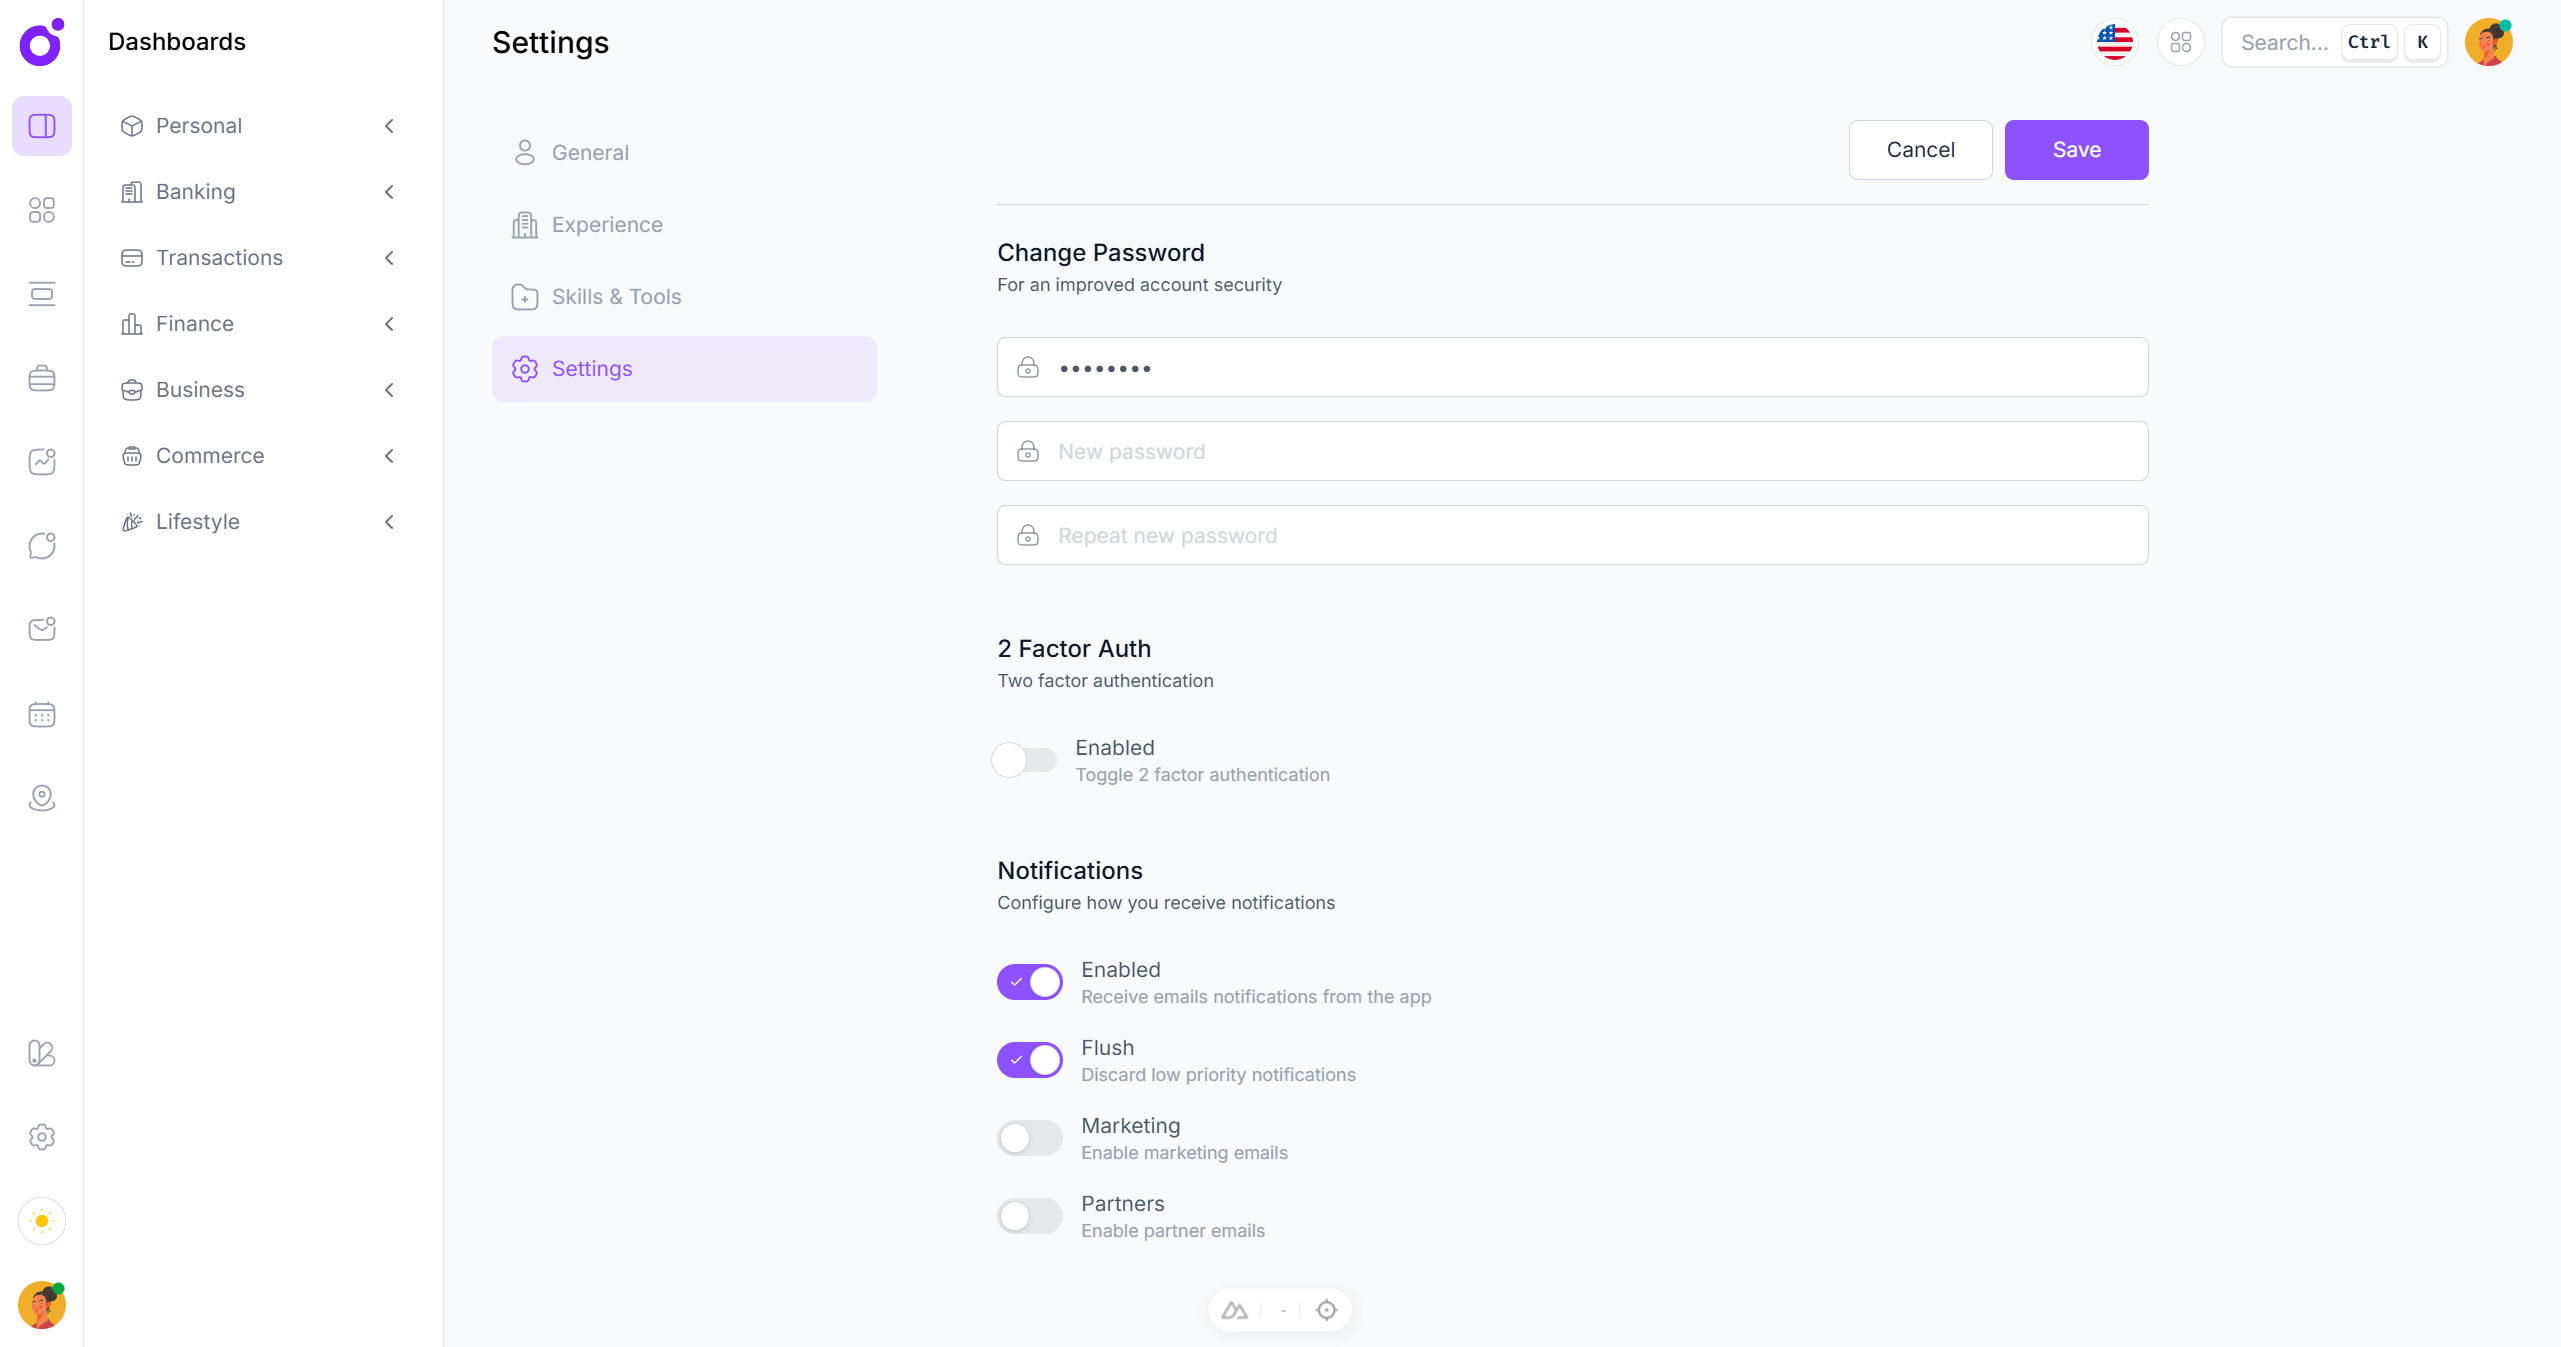 Dashboards
Personal
Banking
Transactions
Finance
Business
Commerce
Lifestyle
Settings
Search...
Ctrl
K
General
Experience
Skills & Tools
Settings
Cancel
Save
Change Password
For an improved account security
••••••••
New password
Repeat new password
2 Factor Auth
Two factor authentication
Enabled
Toggle 2 factor authentication
Notifications
Configure how you receive notifications
Enabled
Receive emails notifications from the app
Flush
Discard low priority notifications
Marketing
Enable marketing emails
Partners
Enable partner emails
-